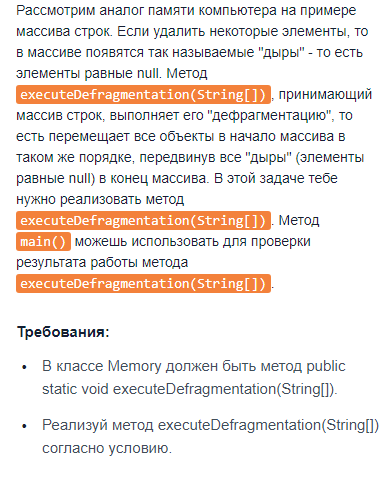 Рассмотрим аналог памяти компьютера на примере
массива строк. Если удалить некоторые элементы, то
в массиве появятся так называемые "дыры" - то есть
элементы равные null. Метод
executeDefragmentation(String[]), принимающий
массив строк, выполняет его "дефрагментацию", то
есть перемещает все объекты в начало массива в
таком же порядке, передвинув все "дыры" (элементы
равные null) в конец массива. В этой задаче тебе
нужно реализовать метод
executeDefragmentation(String[]). Метод
main() можешь использовать для проверки
результата работы метода
executeDefragmentation(String[]).
Требования:
• В классе Memory должен быть метод public
static void executeDefragmentation(String[]).
• Реализуй метод executeDefragmentation(String[])
согласно условию.